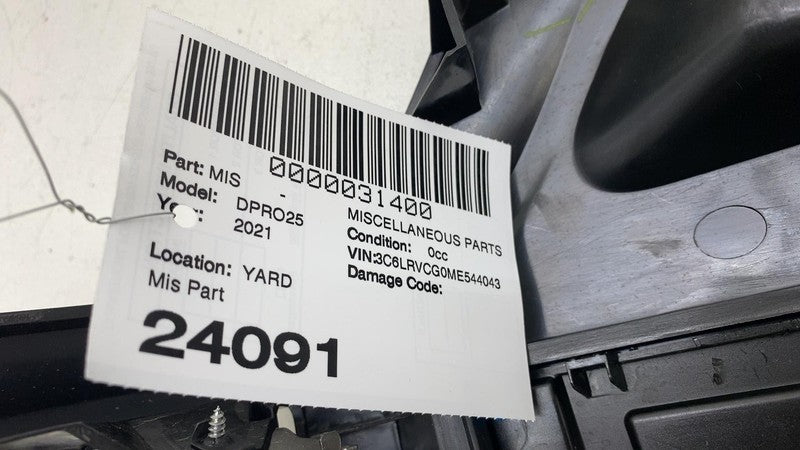 0000031400
Part: MIS -
MISCELLANEOUS PARTS
Model: DPRO25
Condition: 0cc
2021
VIN:3C6LRVCG0ME544043
Location: YARD
Damage Code:
Mis Part
24091